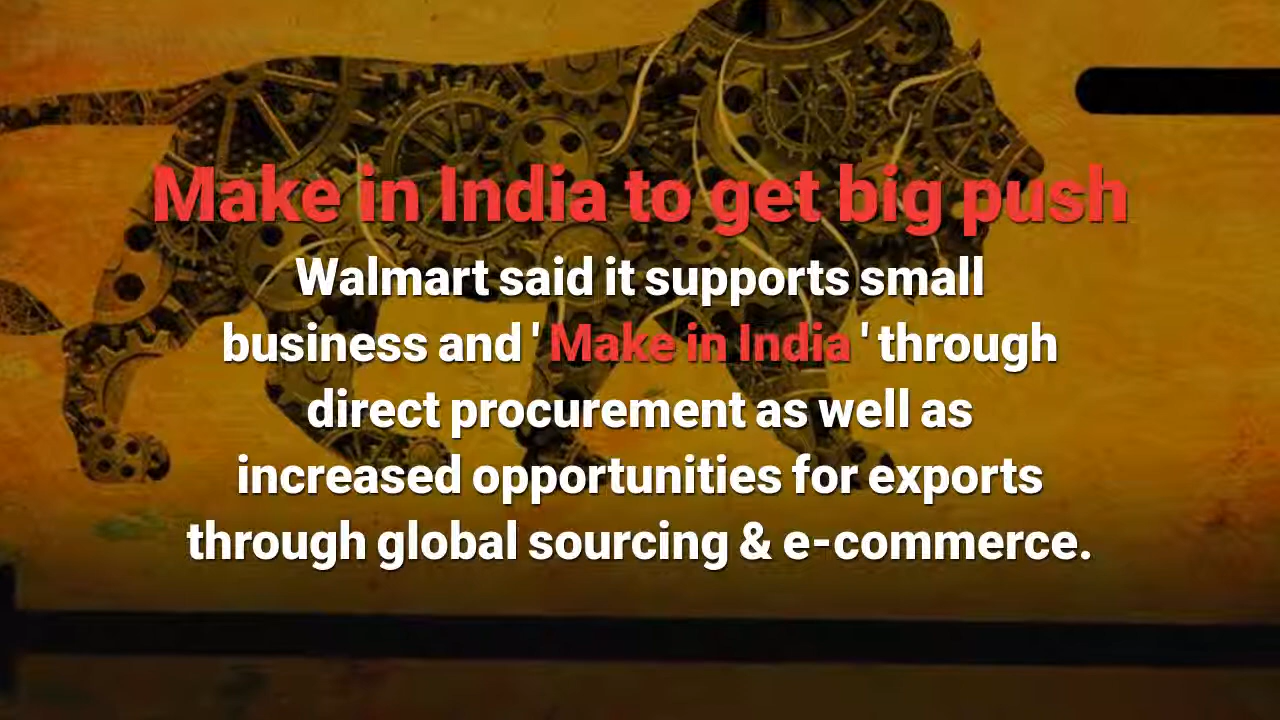 Make in India to get big push
Walmart said it supports small
business and ' Make in India ' through
direct procurement as well as
increased opportunities for exports
through global sourcing & e-commerce.